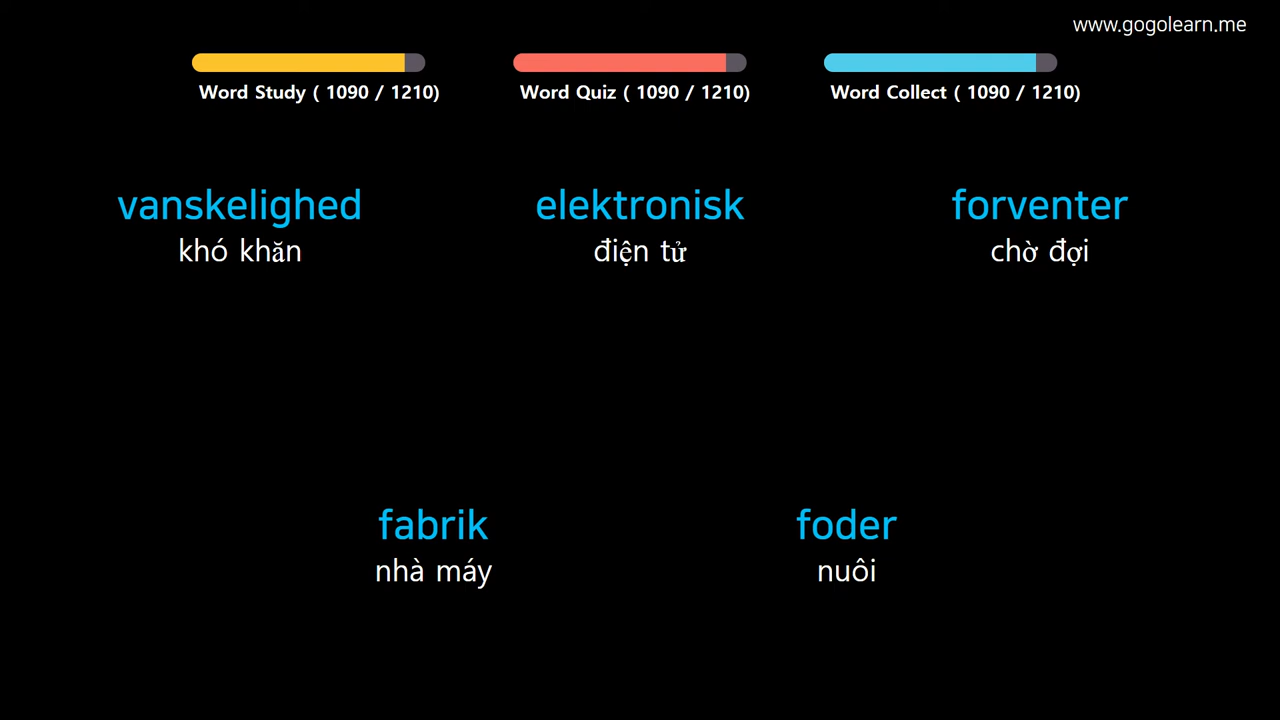 www.gogolearn.me
Word Study ( 1090 / 1210)
Word Quiz ( 1090 / 1210)
Word Collect ( 1090 / 1210)
vanskelighed
khó khăn
elektronisk
điện tử
forventer
chờ đợi
fabrik
nhà máy
foder
nuôi